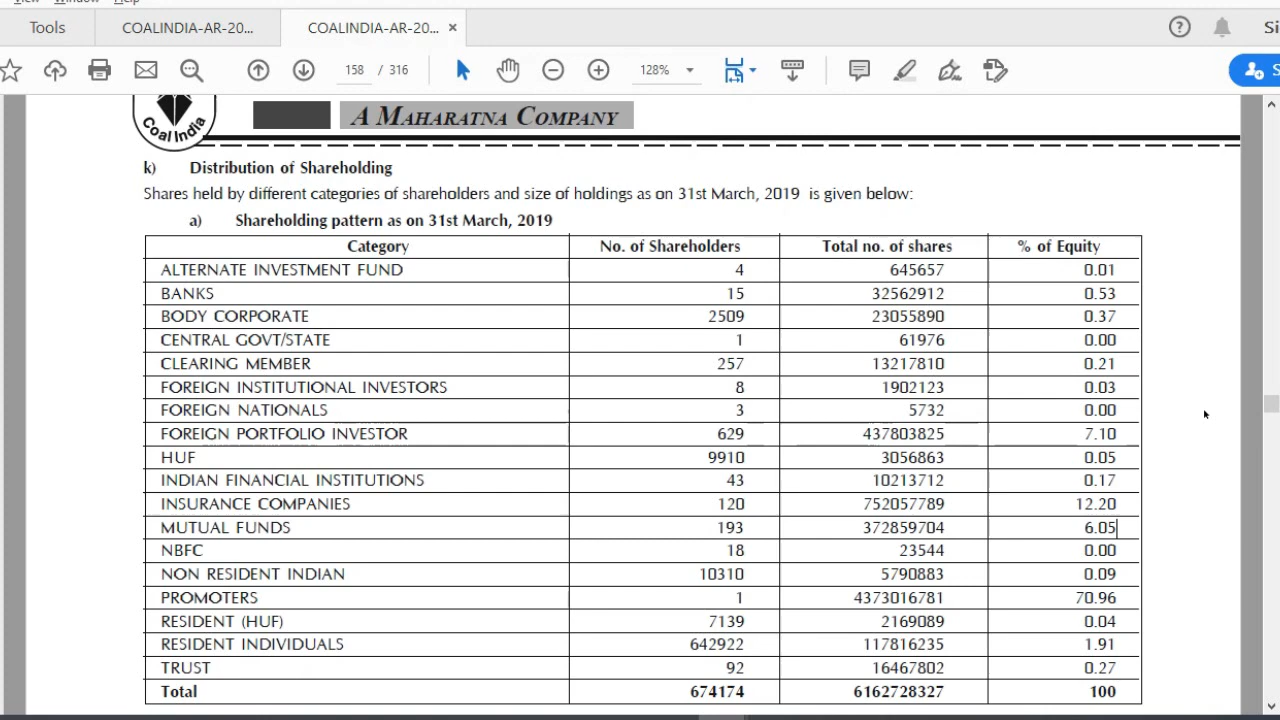 Tools COALINDIA-AR-20... COALINDIA-AR-20... ×
158 / 316 128%
Coal India
A MAHARATNA COMPANY
k) Distribution of Shareholding
Shares held by different categories of shareholders and size of holdings as on 31st March, 2019 is given below:
a) Shareholding pattern as on 31st March, 2019
Category No. of Shareholders Total no. of shares % of Equity
ALTERNATE INVESTMENT FUND 4 645657 0.01
BANKS 15 32562912 0.53
BODY CORPORATE 2509 23055890 0.37
CENTRAL GOVT/STATE 1 61976 0.00
CLEARING MEMBER 257 13217810 0.21
FOREIGN INSTITUTIONAL INVESTORS 8 1902123 0.03
FOREIGN NATIONALS 3 5732 0.00
FOREIGN PORTFOLIO INVESTOR 629 437803825 7.10
HUF 9910 3056863 0.05
INDIAN FINANCIAL INSTITUTIONS 43 10213712 0.17
INSURANCE COMPANIES 120 752057789 12.20
MUTUAL FUNDS 193 372859704 6.05
NBFC 18 23544 0.00
NON RESIDENT INDIAN 10310 5790883 0.09
PROMOTERS 1 4373016781 70.96
RESIDENT (HUF) 7139 2169089 0.04
RESIDENT INDIVIDUALS 642922 117816235 1.91
TRUST 92 16467802 0.27
Total 674174 6162728327 100